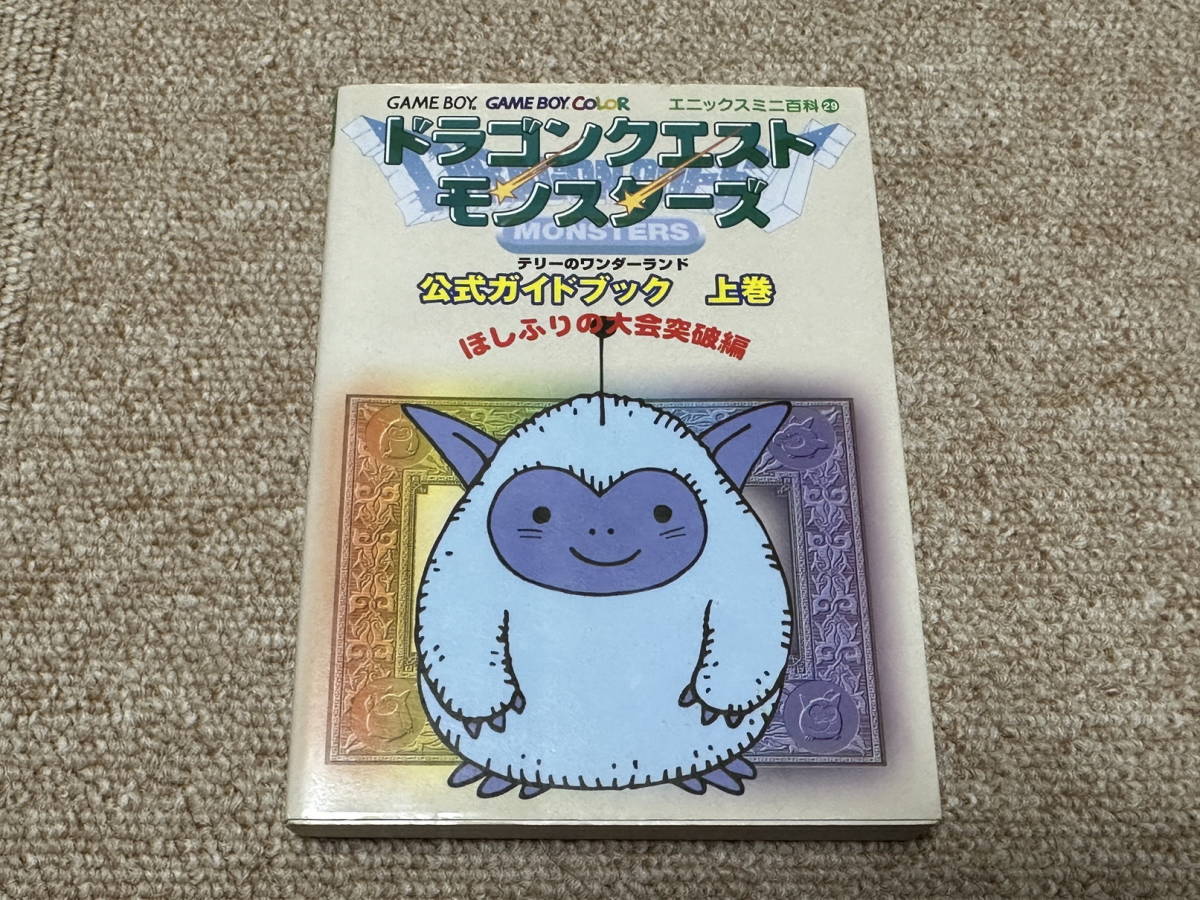 GAME BOY. GAME BOY COLOR
エニックスミニ百科29
ドラゴンクエスト
モンスターズ
MONSTERS
テリーのワンダーランド
公式ガイドブック 上巻
ほしふりの大会突破編